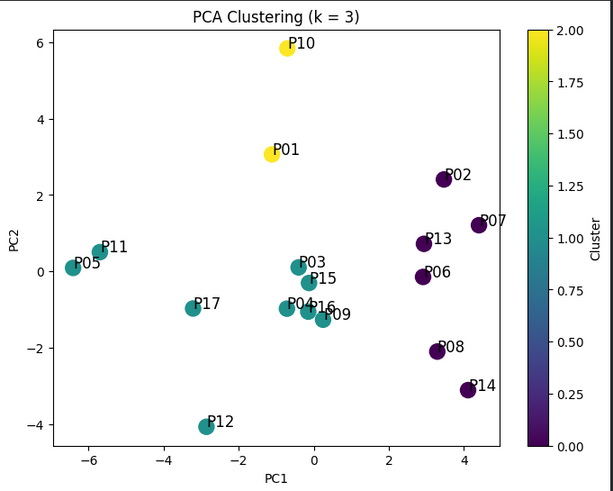 PCA Clustering (k = 3)
P10
P01
P02
P07
P13
P11
P05
P03
P06
P15
P17
P04
P16
P09
P08
P14
P12
6
4
2
0
−2
−4
PC2
−6
−4
−2
0
2
4
PC1
2.00
1.75
1.50
1.25
1.00
0.75
0.50
0.25
0.00
Cluster